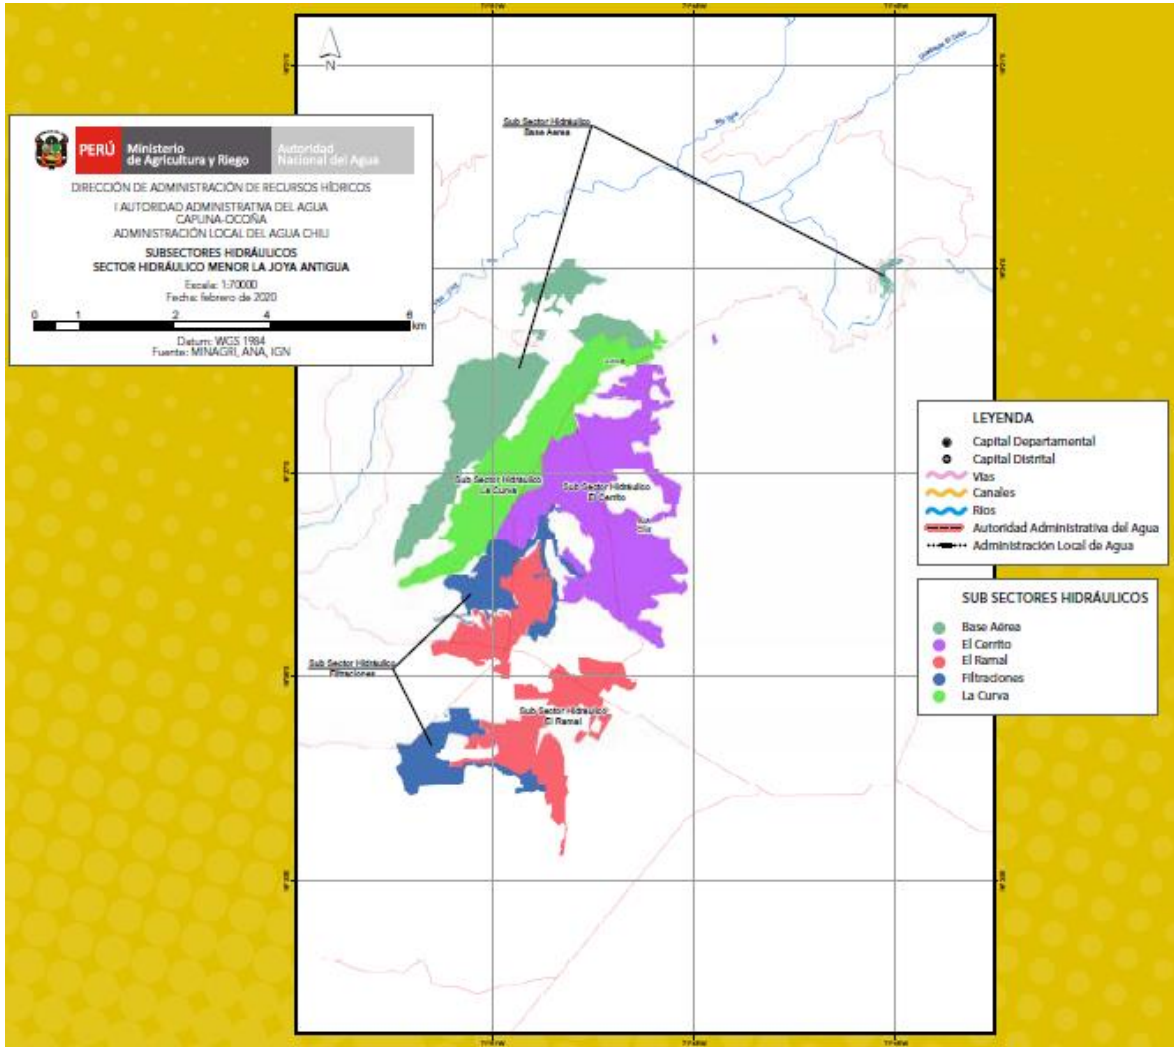 N
Sub Sector Hidráulico
Base Aerea
PERÚ
Ministerio
de Agricultura y Riego
Autoridad
Nacional del Agua
DIRECCIÓN DE ADMINISTRACIÓN DE RECURSOS HÍDRICOS
I AUTORIDAD ADMINISTRATIVA DEL AGUA
CAPLINA-OCOÑA
ADMINISTRACIÓN LOCAL DEL AGUA CHILI
SUBSECTORES HIDRÁULICOS
SECTOR HIDRÁULICO MENOR LA JOYA ANTIGUA
Escala: 1:70000
Fecha: febrero de 2020
0 1 2 4 6
km
Datum: WGS 1984
Fuente: MINAGRI, ANA, IGN
Sub Sector Hidráulico
La Curva
Sub Sector Hidráulico
El Cerrito
Sub Sector Hidráulico
Filtraciones
Sub Sector Hidráulico
El Ramal
LEYENDA
Capital Departamental
Capital Distrital
Vías
Canales
Ríos
Autoridad Administrativa del Agua
Administración Local de Agua
SUB SECTORES HIDRÁULICOS
Base Aérea
El Cerrito
El Ramal
Filtraciones
La Curva